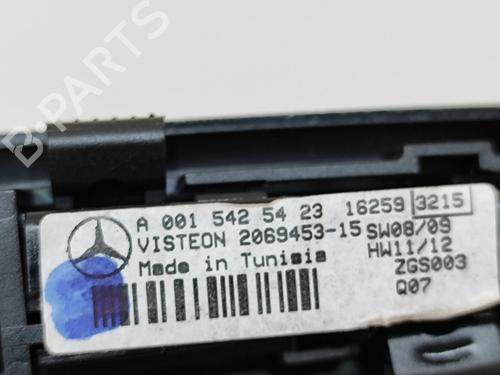 B-PARTS
A 001 542 54 23 16259 3215
VISTEON 2069453-15 SW08/09
Made in Tunisia HW11/12
ZGS003
Q07